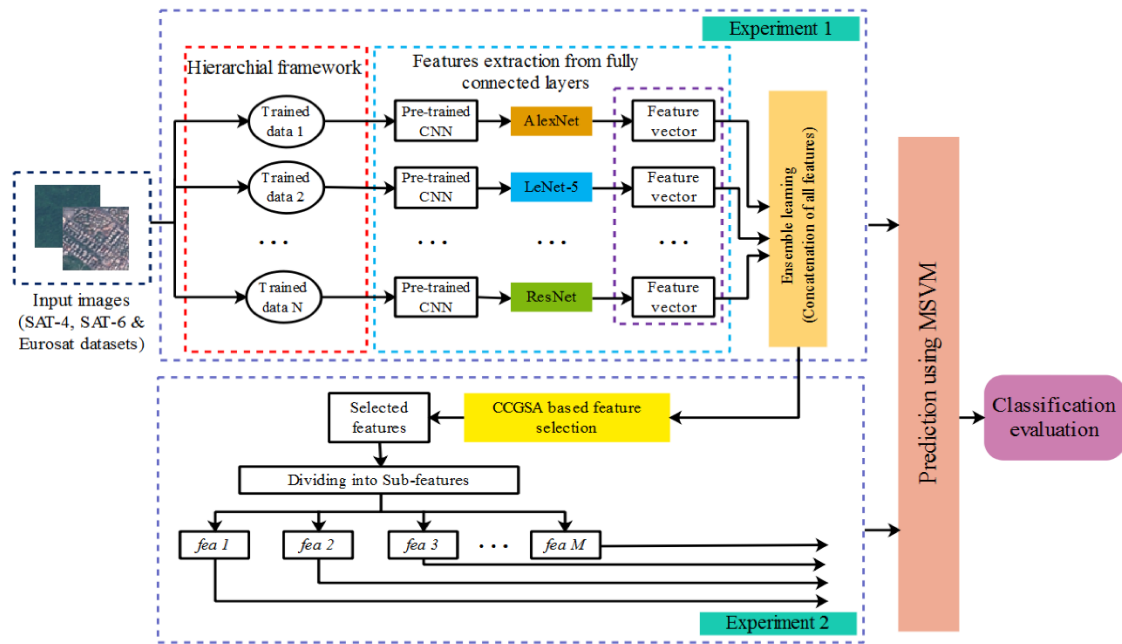 Experiment 1
Hierarchial framework
Features extraction from fully
connected layers
Trained
data 1
Pre-trained
CNN
AlexNet
Feature
vector
Trained
data 2
Pre-trained
CNN
LeNet-5
Feature
vector
... ... ... ...
Trained
data N
Pre-trained
CNN
ResNet
Feature
vector
Ensemble learning
(Concatenation of all features)
Input images
(SAT-4, SAT-6 &
Eurosat datasets)
Prediction using MSVM
Classification
evaluation
Selected
features
CCGSA based feature
selection
Dividing into Sub-features
fea 1 fea 2 fea 3 ... fea M
Experiment 2